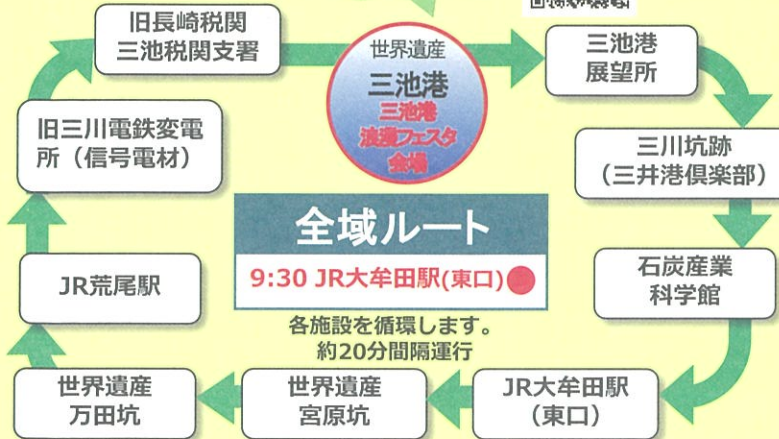 旧長崎税関
三池税関支署
世界遺産
三池港
三池港
浪漫フェスタ
会場
三池港
展望所
旧三川電鉄変電
所（信号電材）
三川坑跡
（三井港倶楽部）
全域ルート
9:30 JR大牟田駅(東口)
石炭産業
科学館
JR荒尾駅
各施設を循環します。
約20分間隔運行
世界遺産
万田坑
世界遺産
宮原坑
JR大牟田駅
（東口）